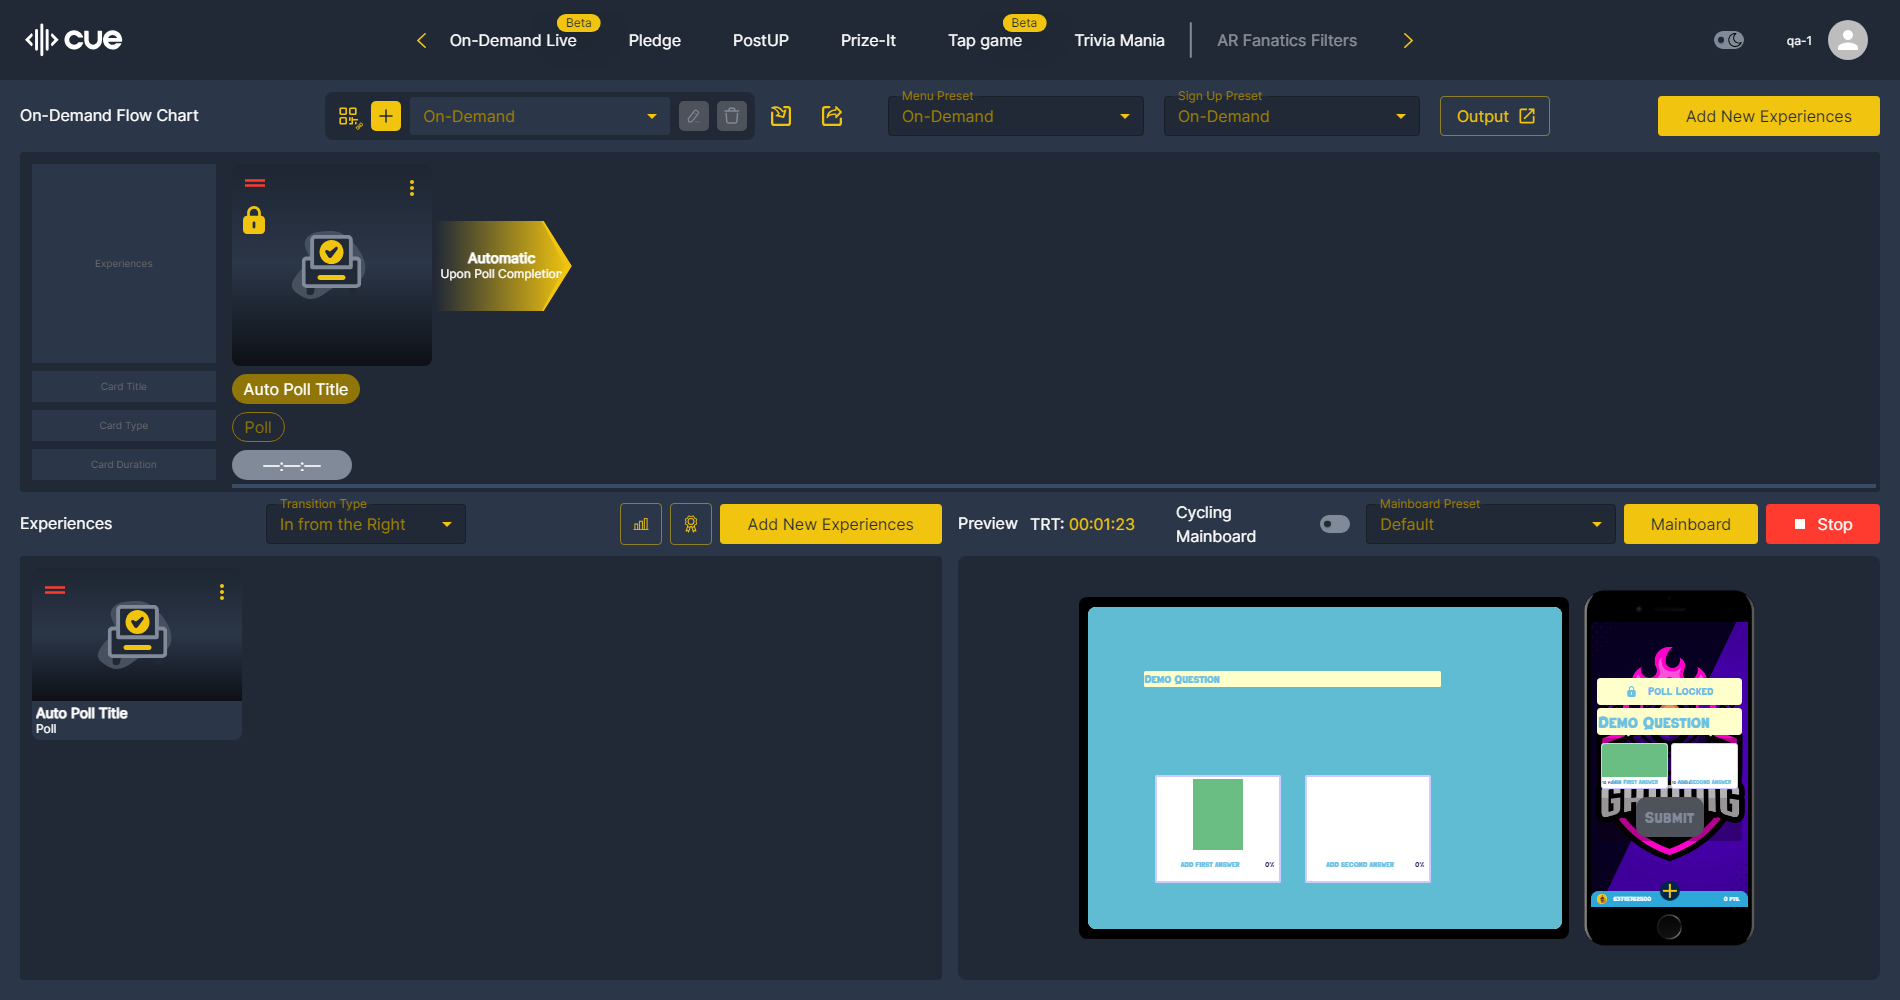 cue
On-Demand Live
Beta
Pledge
PostUP
Prize-It
Tap game
Beta
Trivia Mania
AR Fanatics Filters
qa-1
On-Demand Flow Chart
On-Demand
Menu Preset
On-Demand
Sign Up Preset
On-Demand
Output
Add New Experiences
Experiences
Automatic
Upon Poll Completion
Card Title
Auto Poll Title
Card Type
Poll
Card Duration
—:—:—
Experiences
Transition Type
In from the Right
Add New Experiences
Preview
TRT: 00:01:23
Cycling
Mainboard
Mainboard Preset
Default
Mainboard
Stop
Auto Poll Title
Poll
Demo Question
Add First Answer
0%
Add Second Answer
0%
Poll Locked
Demo Question
Add First Answer
Add Second Answer
GAMING
Submit
0 PTS.